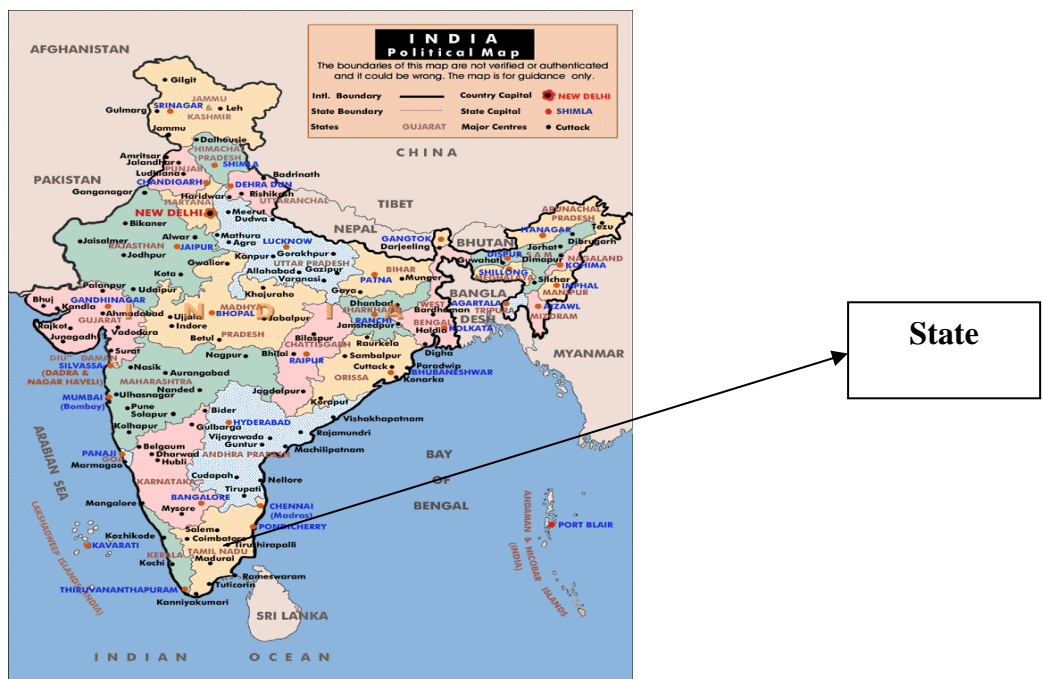 INDIA
Political Map
The boundaries of this map are not verified or authenticated
and it could be wrong. The map is for guidance only.
Intl. Boundary
Country Capital
NEW DELHI
State Boundary
State Capital
SHIMLA
States
GUJARAT
Major Centres
Cuttack
AFGHANISTAN
Gilgit
JAMMU
&
KASHMIR
SRINAGAR
Gulmarg
Leh
Jammu
CHINA
Dalhousie
HIMACHAL
PRADESH
SHIMLA
Amritsar
Jalandhar
PUNJAB
Ludhiana
CHANDIGARH
DEHRA DUN
Badrinath
PAKISTAN
Ganganagar
Haridwar
Rishikesh
UTTARANCHAL
HARYANA
TIBET
NEW DELHI
Meerut
Dudwa
Bikaner
NEPAL
ARUNACHAL
PRADESH
Tezu
ITANAGAR
GANGTOK
Darjeeling
BHUTAN
Dibrugarh
Jaisalmer
RAJASTHAN
Alwar
JAIPUR
Mathura
Agra
LUCKNOW
Jodhpur
Kanpur
Gorakhpur
Jorhat
DISPUR
S A M
Guwahati
Dimapur
NAGALAND
KOHIMA
Gwalior
UTTAR PRADESH
Allahabad
Gazipur
Varanasi
BIHAR
PATNA
Munger
SHILLONG
MEGHALAYA
Silchar
IMPHAL
MANIPUR
Kota
Udaipur
Palanpur
Khajuraho
Gaya
BANGLA
DESH
AGARTALA
TRIPURA
AIZAWL
MIZORAM
Bhuj
Kandla
GANDHINAGAR
Ahmadabad
INDIA
MADHYA
BHOPAL
PRADESH
Jabalpur
Ujjain
Indore
Betul
Dhanbad
JHARKHAND
RANCHI
Jamshedpur
WEST
BENGAL
Bardhaman
Haldia
KOLKATA
Rajkot
GUJARAT
Junagadh
Vadodara
Surat
Bilaspur
CHATTISGARH
RAIPUR
Bhilai
Raurkela
Sambalpur
Digha
MYANMAR
State
DIU
DAMAN
SILVASSA
(DADRA &
NAGAR HAVELI)
Nasik
Aurangabad
Nagpur
MAHARASHTRA
Nanded
Cuttack
Paradwip
BHUBANESHWAR
Konarka
ORISSA
Jagdalpur
Koraput
MUMBAI
(Bombay)
Ulhasnagar
Pune
Solapur
Kolhapur
Bider
Gulbarga
HYDERABAD
Vishakhapatnam
Vijayawada
Guntur
Rajamundri
Machilipatnam
ANDHRA PRADESH
ARABIAN SEA
PANAJI
GOA
Marmagao
Belgaum
Dharwad
Hubli
KARNATAKA
BAY
OF
BENGAL
Cudapah
Nellore
Tirupati
BANGALORE
Mangalore
Mysore
CHENNAI
(Madras)
PONDICHERRY
ANDAMAN & NICOBAR ISLANDS
(INDIA)
PORT BLAIR
LAKSHADWEEP ISLANDS (INDIA)
KAVARATI
Kozhikode
Salem
Coimbatore
Tiruthirapolli
TAMIL NADU
KERALA
Kochi
Madurai
Rameswaram
Tuticorin
THIRUVANANTHAPURAM
Kanniyakumari
SRI LANKA
INDIAN OCEAN